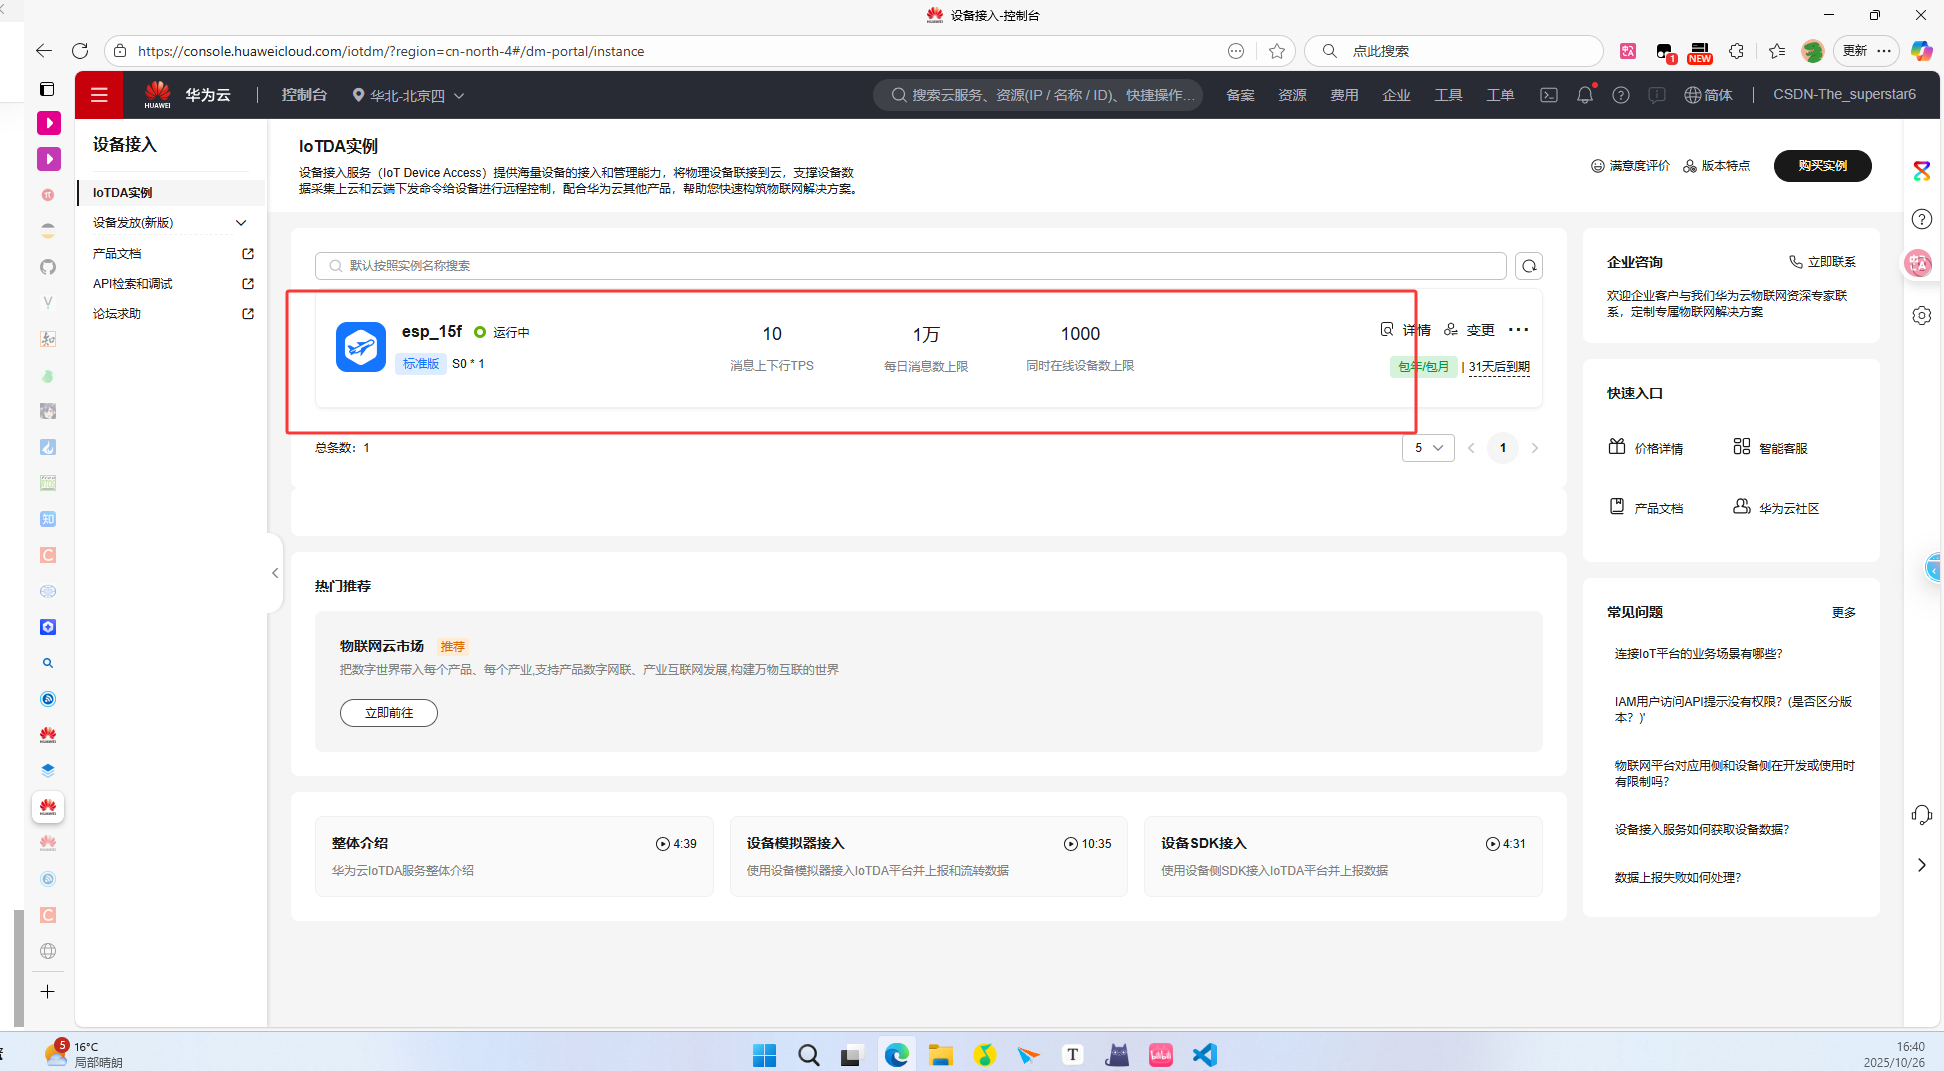 设备接入-控制台
https://console.huaweicloud.com/iotdm/?region=cn-north-4#/dm-portal/instance
点此搜索
1
NEW
更新
HUAWEI
华为云
控制台
华北-北京四
搜索云服务、资源(IP / 名称 / ID)、快捷操作...
备案
资源
费用
企业
工具
工单
简体
CSDN-The_superstar6
设备接入
IoTDA实例
设备发放(新版)
产品文档
API检索和调试
论坛求助
IoTDA实例
设备接入服务（IoT Device Access）提供海量设备的接入和管理能力，将物理设备联接到云，支撑设备数
据采集上云和云端下发命令给设备进行远程控制，配合华为云其他产品，帮助您快速构筑物联网解决方案。
满意度评价
版本特点
购买实例
默认按照实例名称搜索
esp_15f
运行中
标准版
S0 * 1
10
消息上下行TPS
1万
每日消息数上限
1000
同时在线设备数上限
详情
变更
包年/包月
31天后到期
总条数：1
5
1
热门推荐
物联网云市场
推荐
把数字世界带入每个产品、每个产业,支持产品数字网联、产业互联网发展,构建万物互联的世界
立即前往
整体介绍
4:39
华为云IoTDA服务整体介绍
设备模拟器接入
10:35
使用设备模拟器接入IoTDA平台并上报和流转数据
设备SDK接入
4:31
使用设备侧SDK接入IoTDA平台并上报数据
企业咨询
立即联系
欢迎企业客户与我们华为云物联网资深专家联
系，定制专属物联网解决方案
快速入口
价格详情
智能客服
产品文档
华为云社区
常见问题
更多
连接IoT平台的业务场景有哪些?
IAM用户访问API提示没有权限？(是否区分版
本？)'
物联网平台对应用侧和设备侧在开发或使用时
有限制吗?
设备接入服务如何获取设备数据?
数据上报失败如何处理?
5
16°C
局部晴朗
16:40
2025/10/26